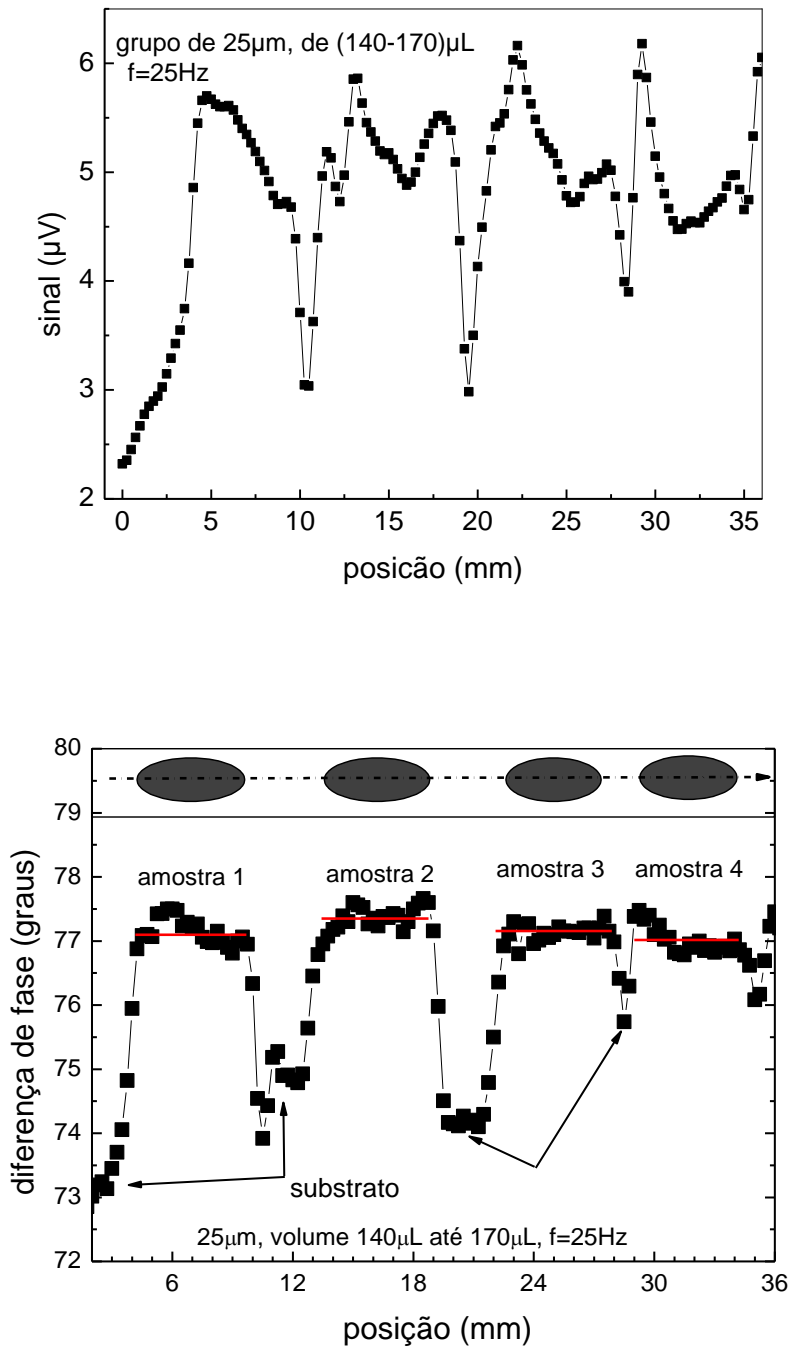 grupo de 25µm, de (140-170)µL
f=25Hz
sinal (µV)
6
5
4
3
2
0 5 10 15 20 25 30 35
posicão (mm)
diferença de fase (graus)
80
79
78
77
76
75
74
73
72
amostra 1 amostra 2 amostra 3 amostra 4
substrato
25µm, volume 140µL até 170µL, f=25Hz
6 12 18 24 30 36
posição (mm)